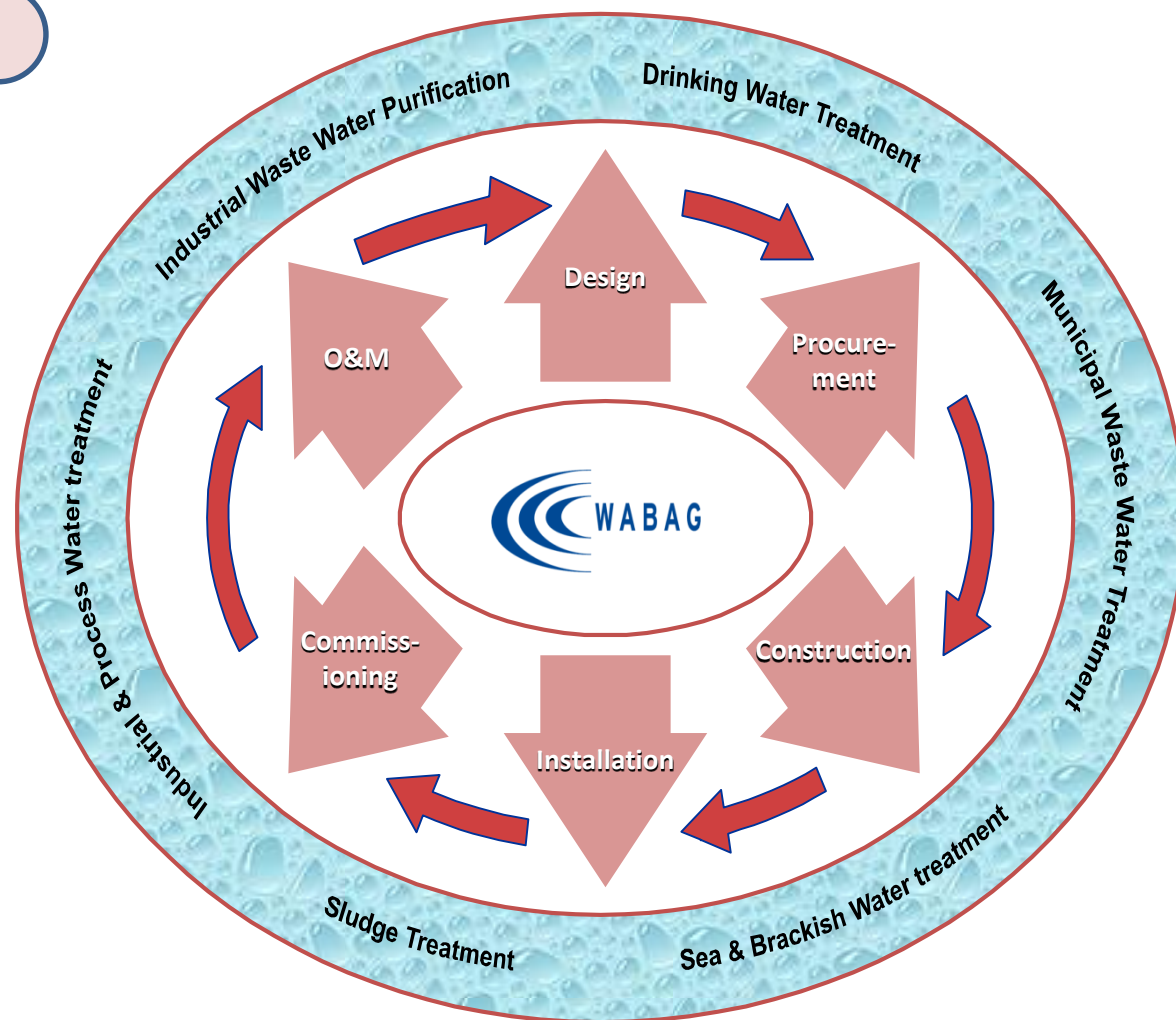 Industrial Waste Water Purification
Drinking Water Treatment
Municipal Waste Water Treatment
Sea & Brackish Water treatment
Sludge Treatment
Industrial & Process Water treatment
Design
Procure-
ment
Construction
Installation
Commiss-
ioning
O&M
WABAG